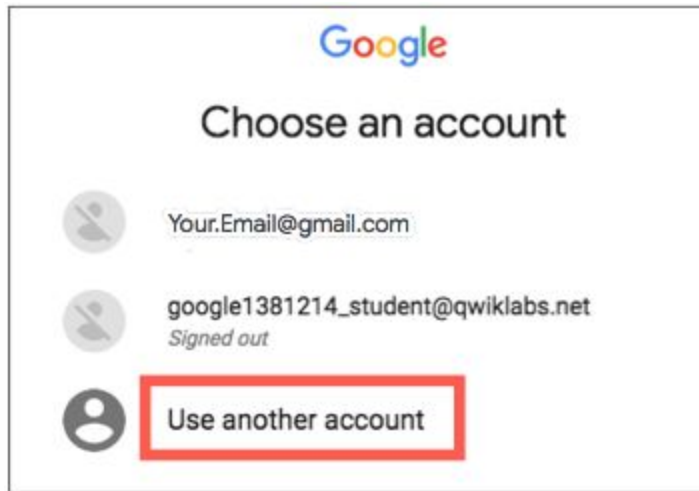 Google
Choose an account
Your.Email@gmail.com
google1381214_student@qwiklabs.net
Signed out
Use another account